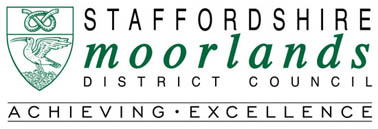 STAFFORDSHIRE
moorlands
DISTRICT COUNCIL
ACHIEVING · EXCELLENCE